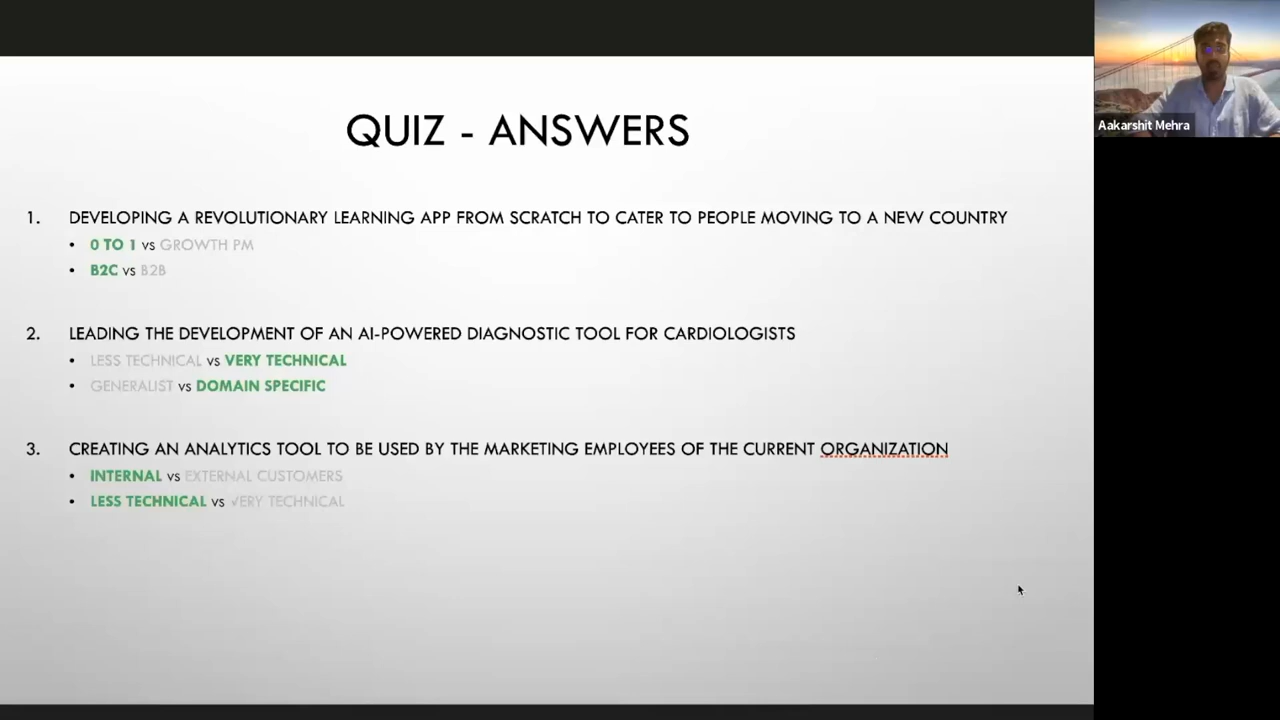 QUIZ - ANSWERS
1. DEVELOPING A REVOLUTIONARY LEARNING APP FROM SCRATCH TO CATER TO PEOPLE MOVING TO A NEW COUNTRY
• 0 TO 1 vs GROWTH PM
• B2C vs B2B
2. LEADING THE DEVELOPMENT OF AN AI-POWERED DIAGNOSTIC TOOL FOR CARDIOLOGISTS
• LESS TECHNICAL vs VERY TECHNICAL
• GENERALIST vs DOMAIN SPECIFIC
3. CREATING AN ANALYTICS TOOL TO BE USED BY THE MARKETING EMPLOYEES OF THE CURRENT ORGANIZATION
• INTERNAL vs EXTERNAL CUSTOMERS
• LESS TECHNICAL vs VERY TECHNICAL
Aakarshit Mehra